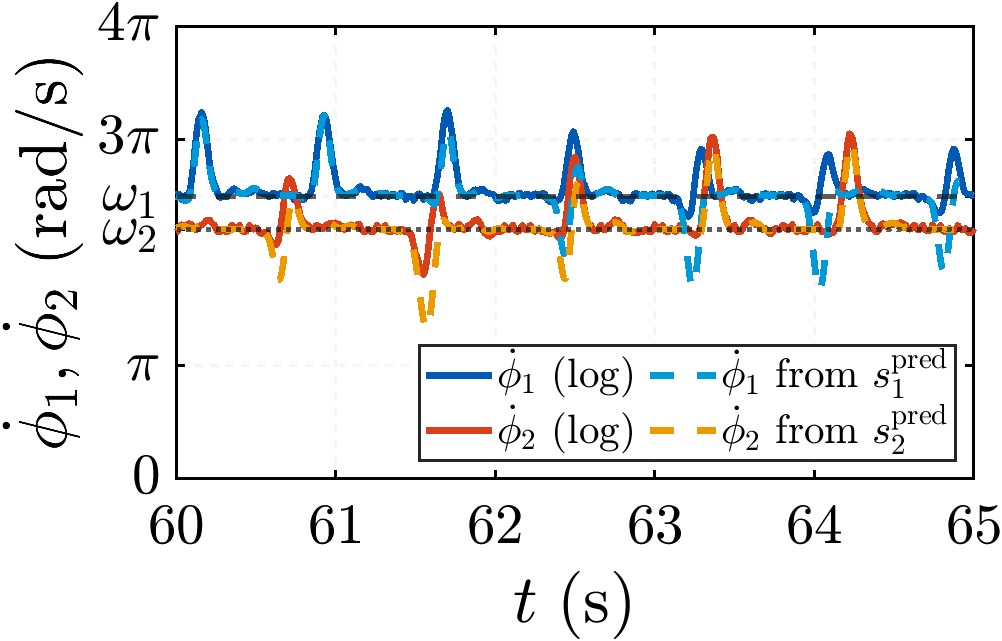 4π
3π
ω₁
ω₂
π
0
ϕ̇₁, ϕ̇₂ (rad/s)
ϕ̇₁ (log) ϕ̇₁ from s₁ᵖʳᵉᵈ
ϕ̇₂ (log) ϕ̇₂ from s₂ᵖʳᵉᵈ
60 61 62 63 64 65
t (s)